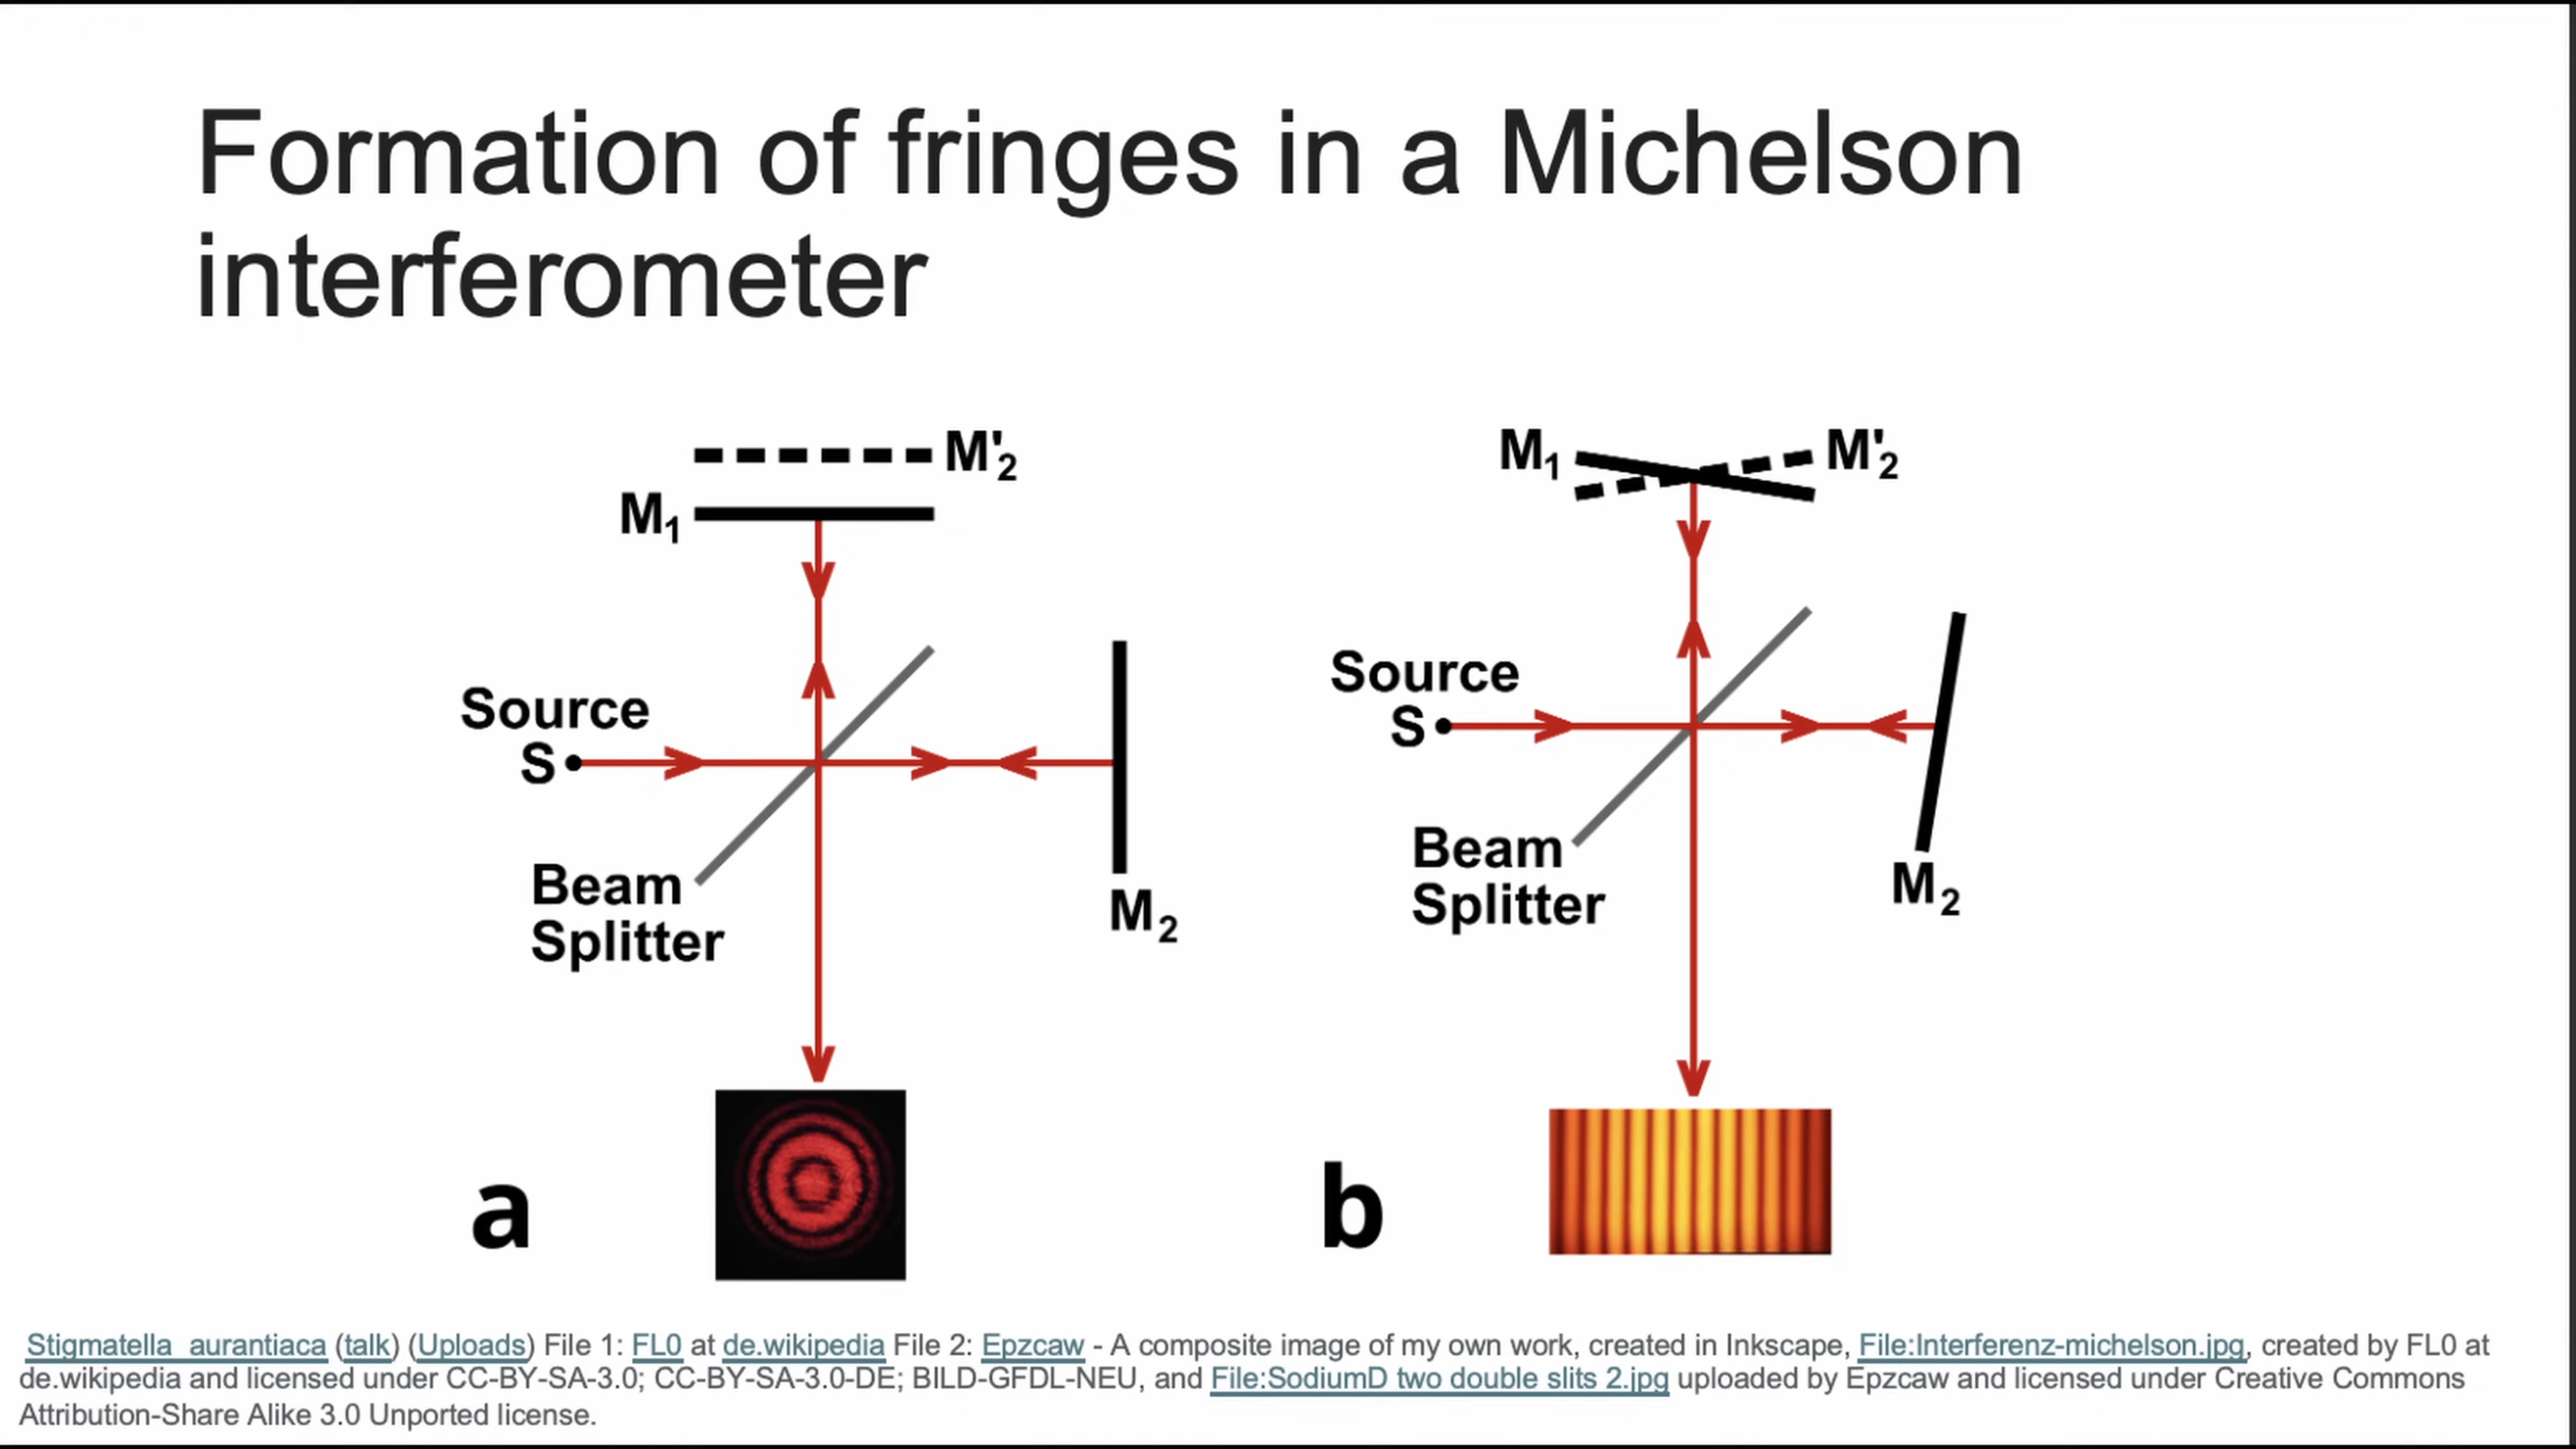 Formation of fringes in a Michelson
interferometer
M'2
M1
Source
S
Beam
Splitter
M2
a
M1
M'2
Source
S
Beam
Splitter
M2
b
Stigmatella aurantiaca (talk) (Uploads) File 1: FL0 at de.wikipedia File 2: Epzcaw - A composite image of my own work, created in Inkscape, File:Interferenz-michelson.jpg, created by FL0 at
de.wikipedia and licensed under CC-BY-SA-3.0; CC-BY-SA-3.0-DE; BILD-GFDL-NEU, and File:SodiumD two double slits 2.jpg uploaded by Epzcaw and licensed under Creative Commons
Attribution-Share Alike 3.0 Unported license.